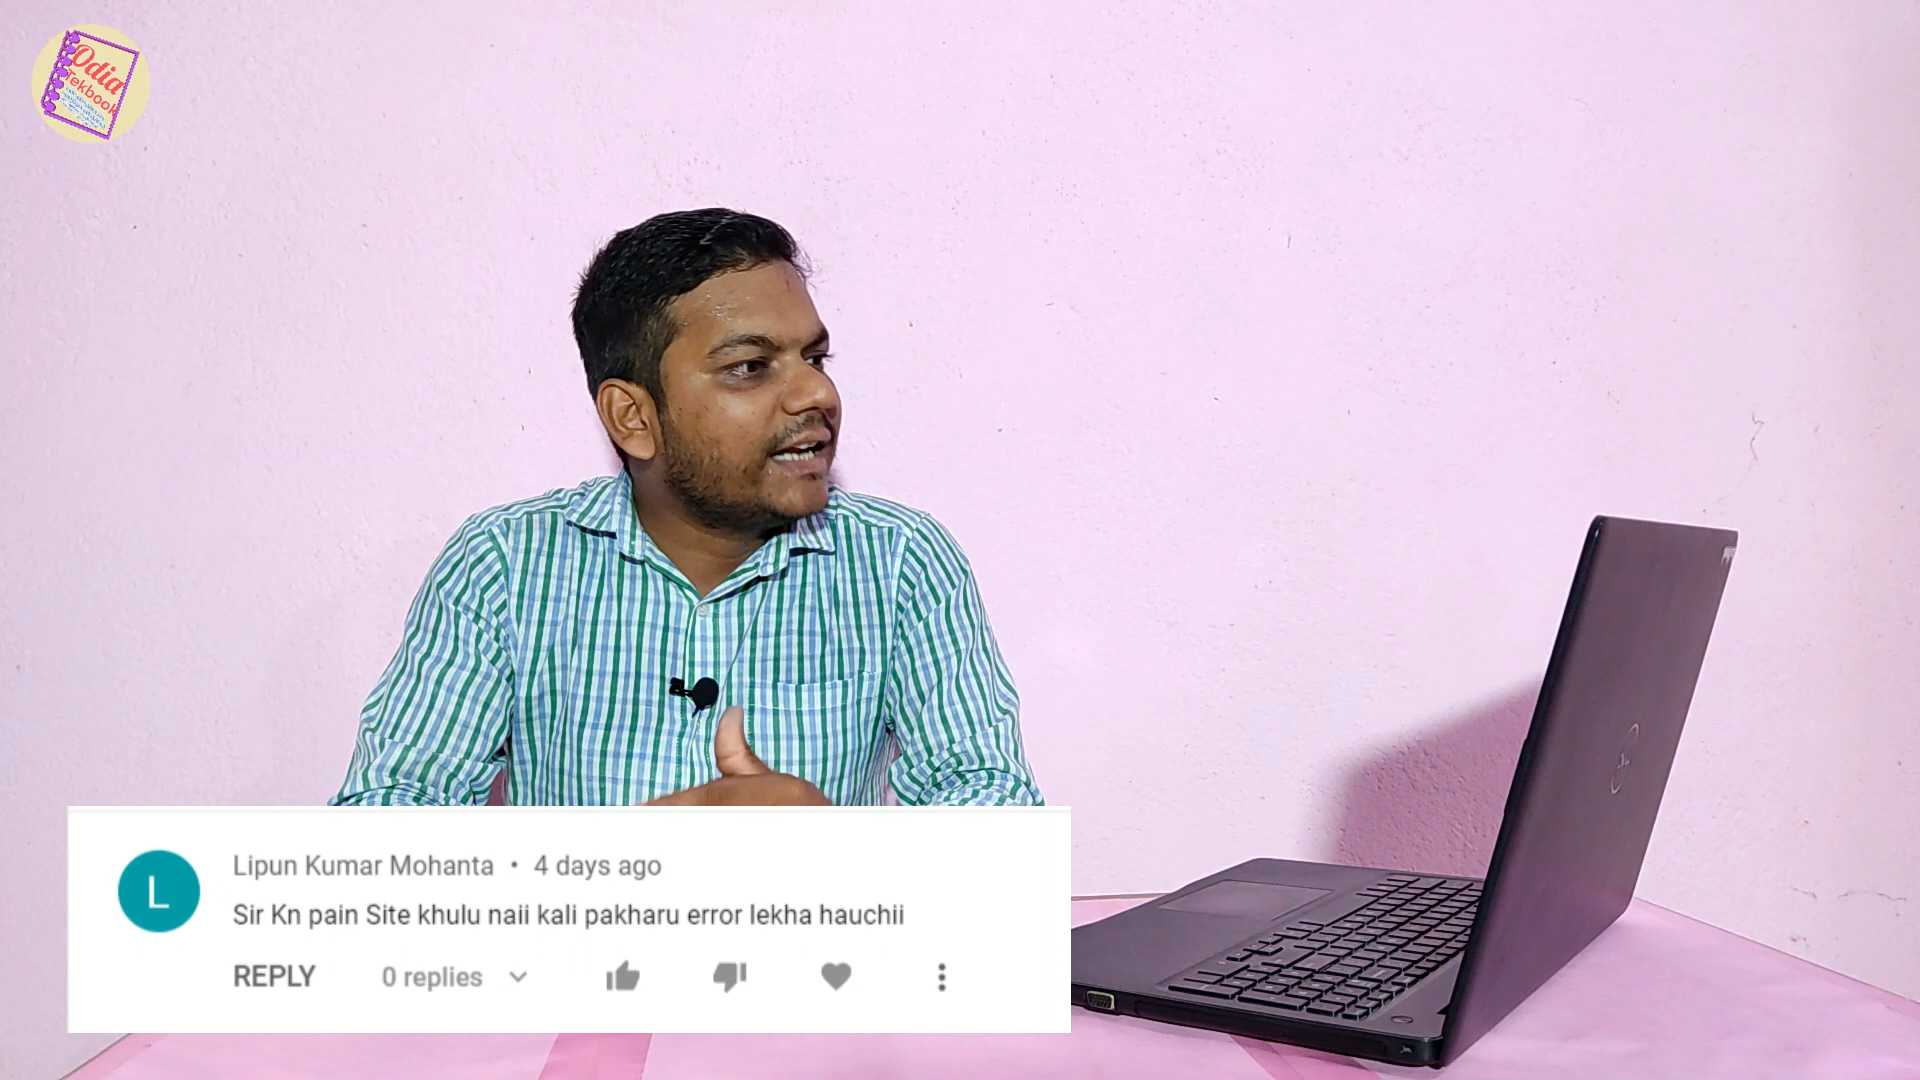 Odia
Tekbook
L
Lipun Kumar Mohanta • 4 days ago
Sir Kn pain Site khulu naii kali pakharu error lekha hauchii
REPLY 0 replies